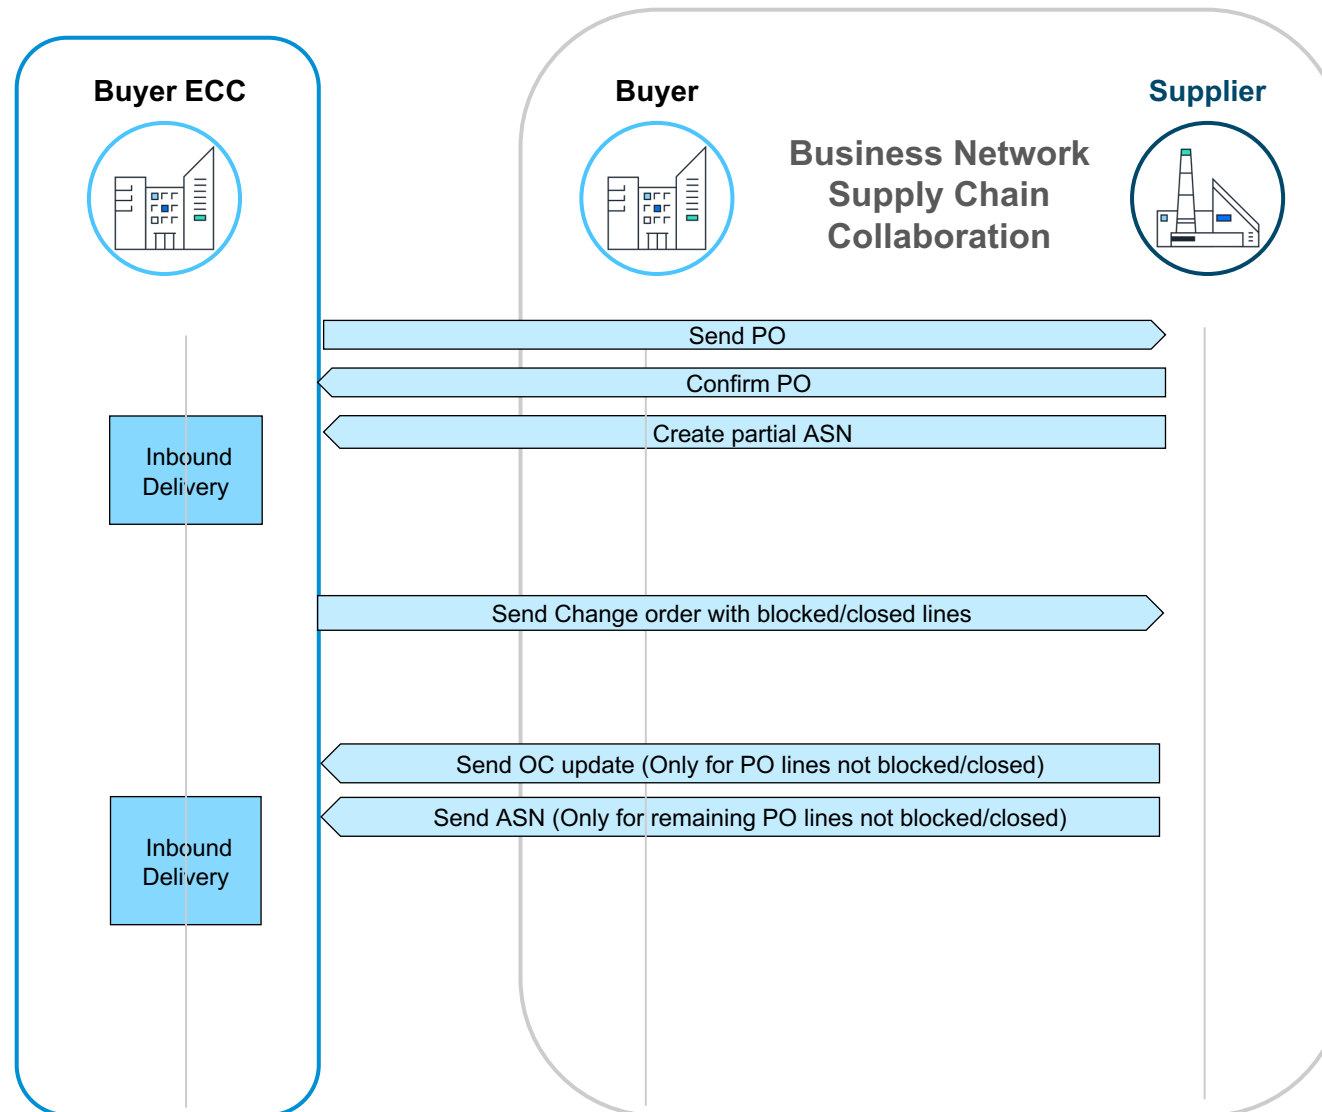 Buyer ECC
Buyer
Supplier
Business Network
Supply Chain
Collaboration
Send PO
Confirm PO
Create partial ASN
Inbound
Delivery
Send Change order with blocked/closed lines
Send OC update (Only for PO lines not blocked/closed)
Send ASN (Only for remaining PO lines not blocked/closed)
Inbound
Delivery